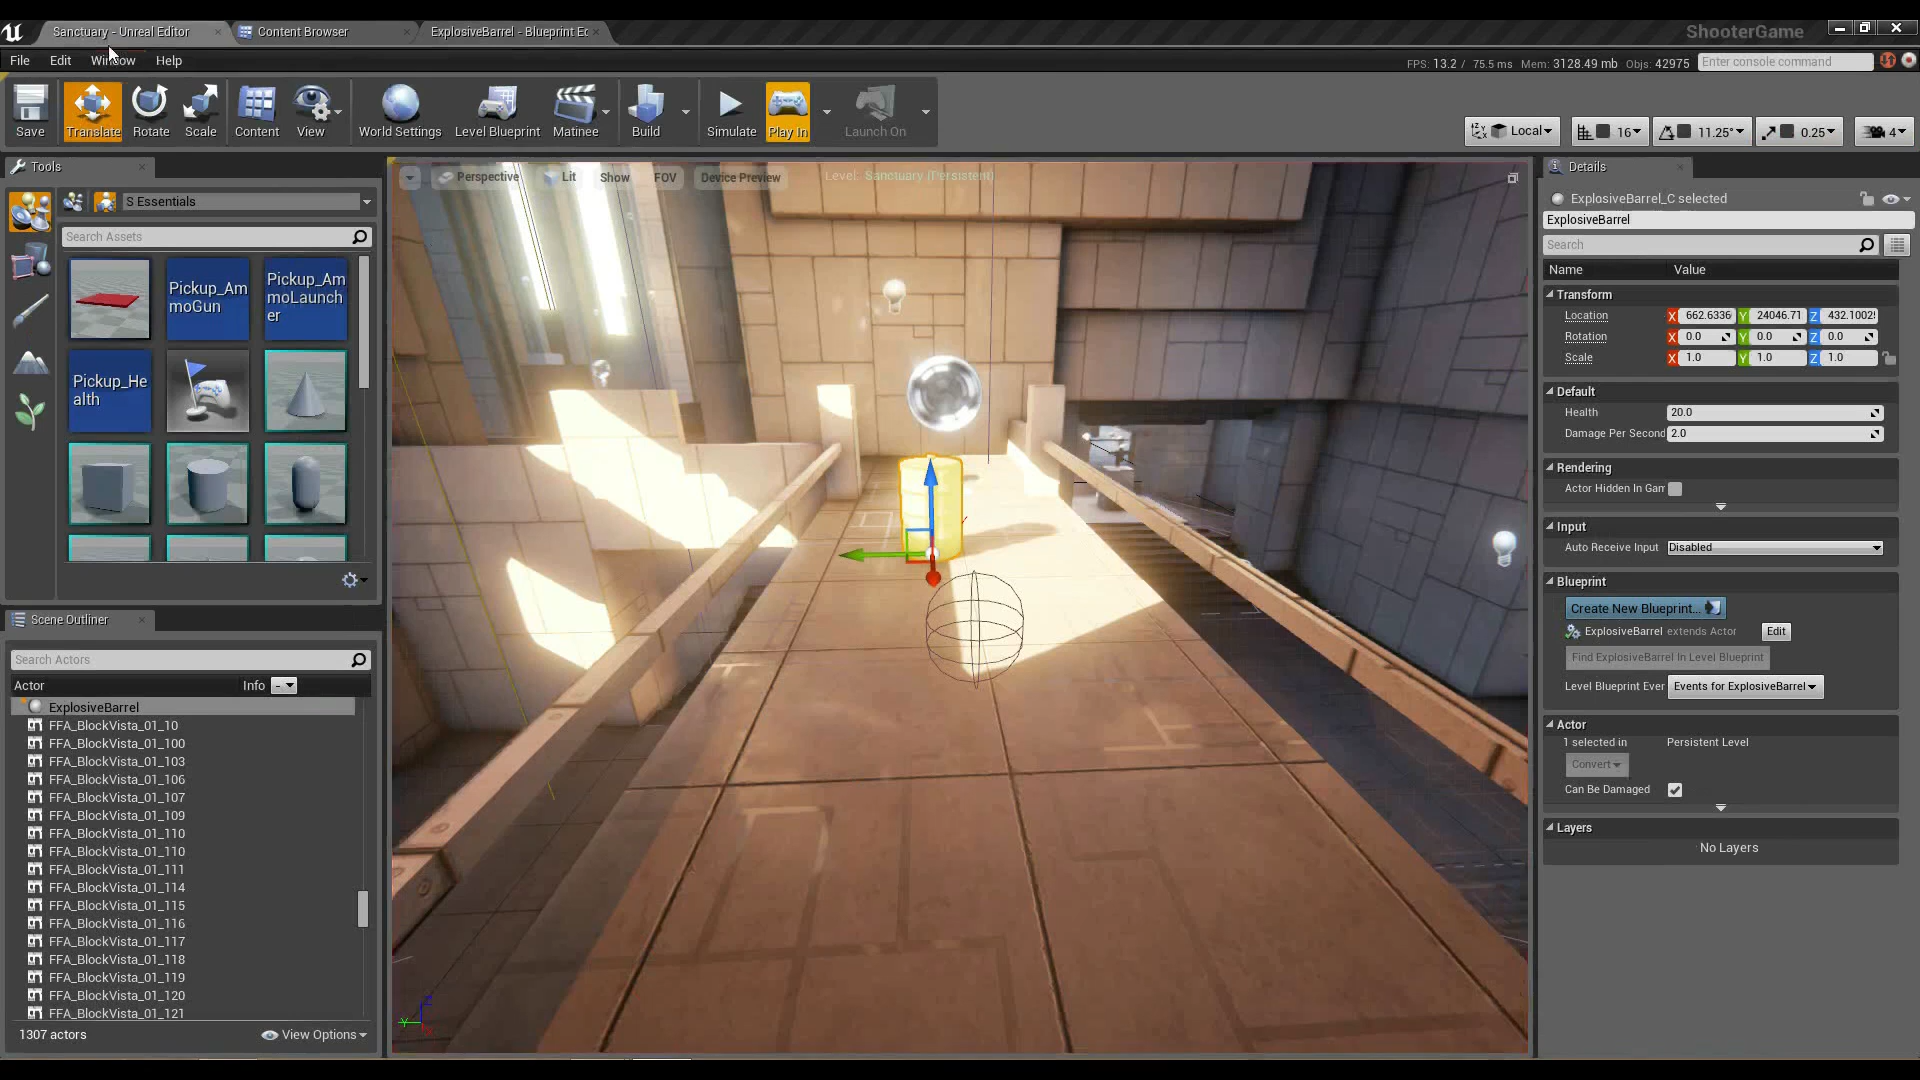 Sanctuary - Unreal Editor
Content Browser
ExplosiveBarrel - Blueprint Ec
ShooterGame
File Edit Window Help
FPS: 13.2 / 75.5 ms Mem: 3128.49 mb Objs: 42975
Enter console command
Save
Translate
Rotate
Scale
Content
View
World Settings
Level Blueprint
Matinee
Build
Simulate
Play In
Launch On
Local
16
11.25°
0.25
4
Tools
S Essentials
Search Assets
Pickup_Am
moGun
Pickup_Am
moLaunch
er
Pickup_He
alth
Scene Outliner
Search Actors
Actor Info -
ExplosiveBarrel
FFA_BlockVista_01_10
FFA_BlockVista_01_100
FFA_BlockVista_01_103
FFA_BlockVista_01_106
FFA_BlockVista_01_107
FFA_BlockVista_01_109
FFA_BlockVista_01_110
FFA_BlockVista_01_110
FFA_BlockVista_01_111
FFA_BlockVista_01_114
FFA_BlockVista_01_115
FFA_BlockVista_01_116
FFA_BlockVista_01_117
FFA_BlockVista_01_118
FFA_BlockVista_01_119
FFA_BlockVista_01_120
FFA_BlockVista_01_121
1307 actors
View Options
Perspective
Lit
Show
FOV
Device Preview
Level: Sanctuary (Persistent)
Details
ExplosiveBarrel_C selected
ExplosiveBarrel
Search
Name Value
Transform
Location X 662.6336 Y 24046.71 Z 432.1002
Rotation X 0.0 Y 0.0 Z 0.0
Scale X 1.0 Y 1.0 Z 1.0
Default
Health 20.0
Damage Per Second 2.0
Rendering
Actor Hidden In Gam
Input
Auto Receive Input Disabled
Blueprint
Create New Blueprint...
ExplosiveBarrel extends Actor Edit
Find ExplosiveBarrel In Level Blueprint
Level Blueprint Ever Events for ExplosiveBarrel
Actor
1 selected in Persistent Level
Convert
Can Be Damaged
Layers
No Layers